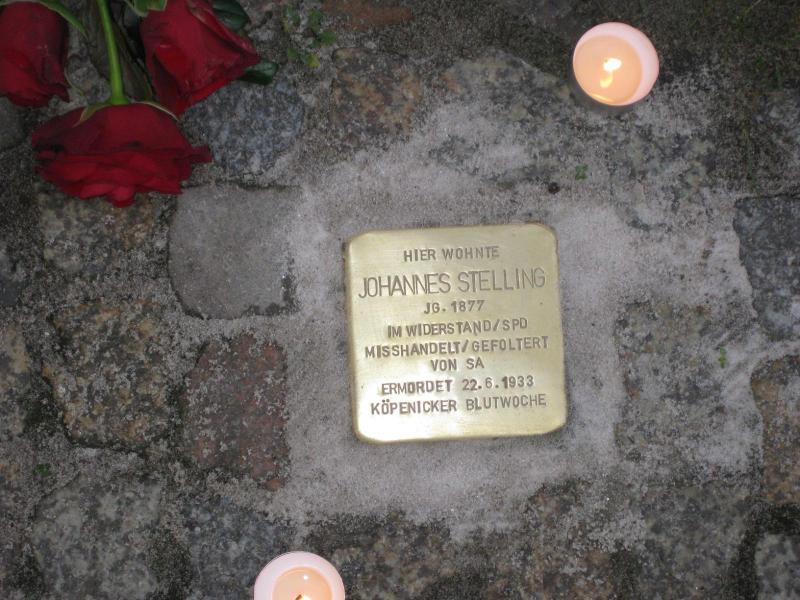 HIER WOHNTE
JOHANNES STELLING
JG. 1877
IM WIDERSTAND/SPD
MISSHANDELT/GEFOLTERT
VON SA
ERMORDET 22.6.1933
KÖPENICKER BLUTWOCHE